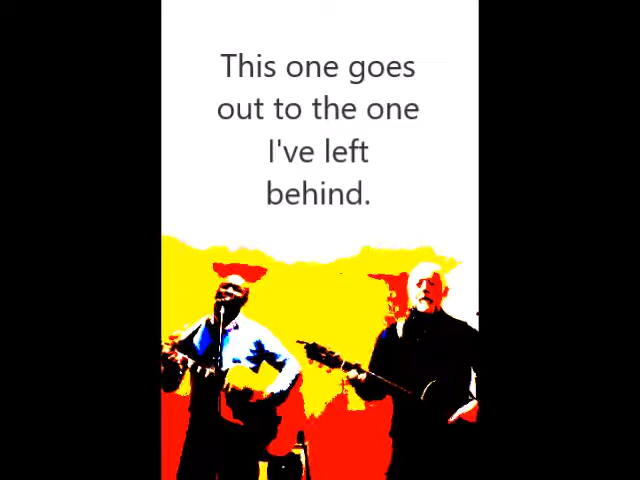 This one goes
out to the one
I've left
behind.